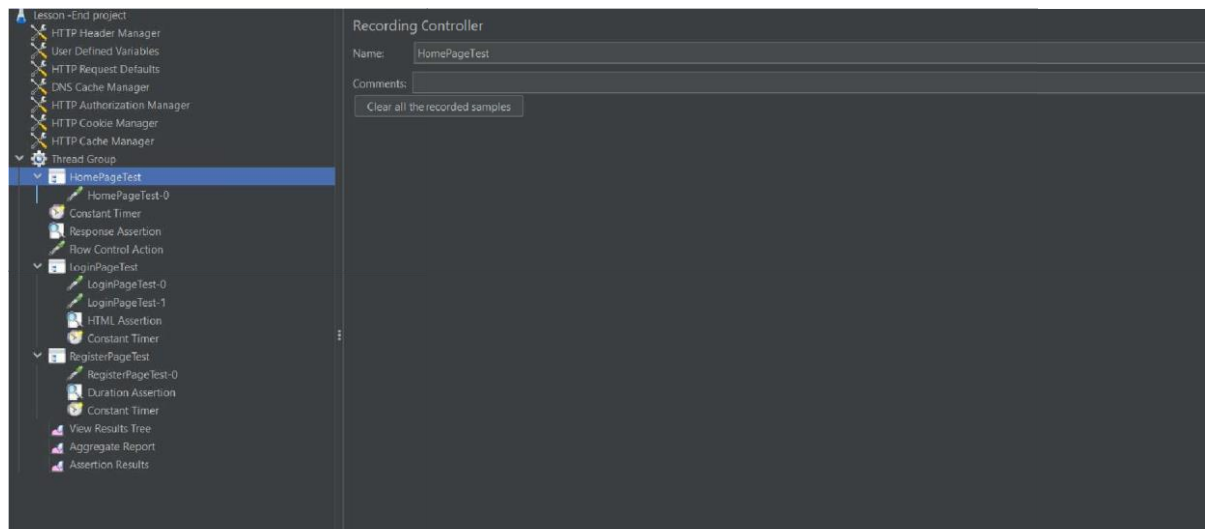 Lesson -End project
HTTP Header Manager
User Defined Variables
HTTP Request Defaults
DNS Cache Manager
HTTP Authorization Manager
HTTP Cookie Manager
HTTP Cache Manager
Thread Group
HomePageTest
HomePageTest-0
Constant Timer
Response Assertion
Flow Control Action
LoginPageTest
LoginPageTest-0
LoginPageTest-1
HTML Assertion
Constant Timer
RegisterPageTest
RegisterPageTest-0
Duration Assertion
Constant Timer
View Results Tree
Aggregate Report
Assertion Results
Recording Controller
Name: HomePageTest
Comments:
Clear all the recorded samples